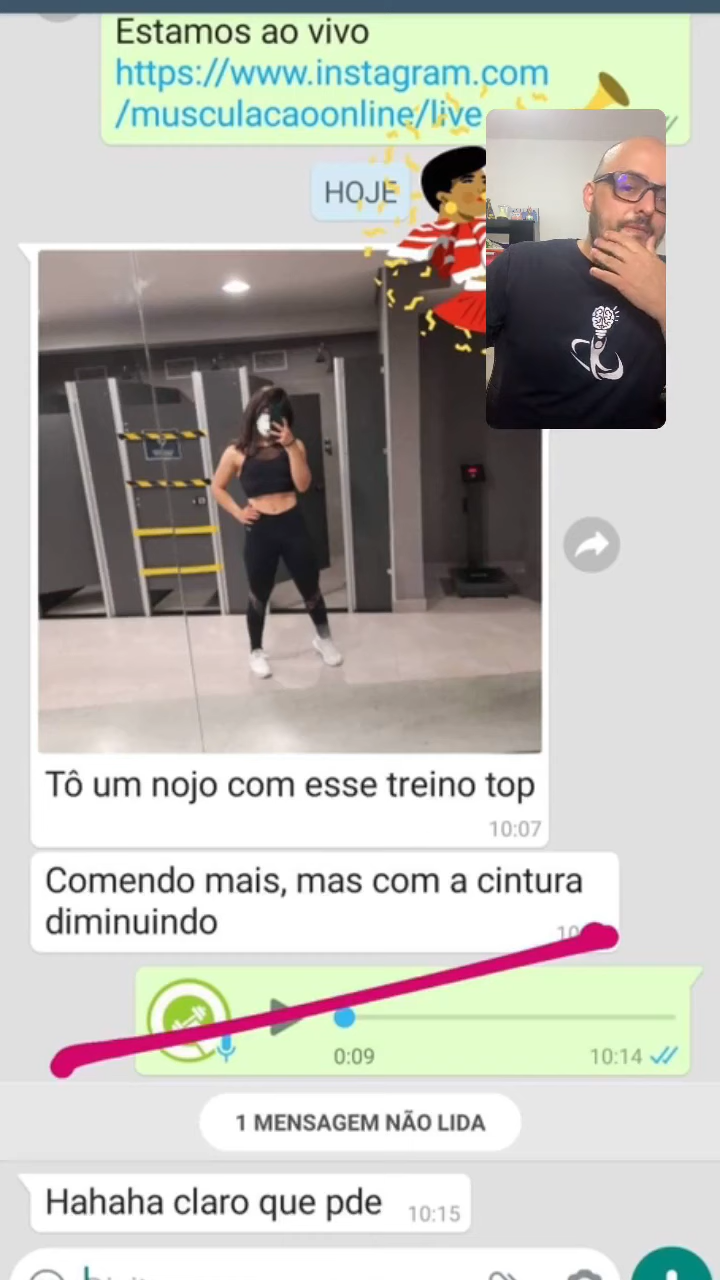 Estamos ao vivo
https://www.instagram.com
/musculacaoonline/live
HOJE
Tô um nojo com esse treino top
10:07
Comendo mais, mas com a cintura
diminuindo
0:09
10:14
1 MENSAGEM NÃO LIDA
Hahaha claro que pde
10:15